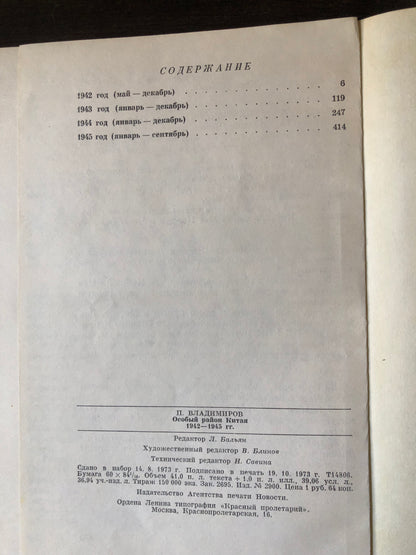 СОДЕРЖАНИЕ
1942 год (май — декабрь) . . . . . . . . . . . . . 6
1943 год (январь — декабрь) . . . . . . . . . . . . 119
1944 год (январь — декабрь) . . . . . . . . . . . . 247
1945 год (январь — сентябрь) . . . . . . . . . . . . 414
П. ВЛАДИМИРОВ
Особый район Китая
1942—1945 гг.
Редактор Л. Бальян
Художественный редактор В. Блинов
Технический редактор Н. Савина
Сдано в набор 14. 8. 1973 г. Подписано в печать 19. 10. 1973 г. Т14806.
Бумага 60 × 84¹/₁₆. Объем 41,0 п. л. текста + 1,0 п. л. илл., 39,06 усл. л.,
36,94 уч.-изд. л. Тираж 150 000 экз. Зак. 2695. Изд. № 2900. Цена 1 руб. 64 коп.
Издательство Агентства печати Новости.
Ордена Ленина типография «Красный пролетарий».
Москва, Краснопролетарская, 16.